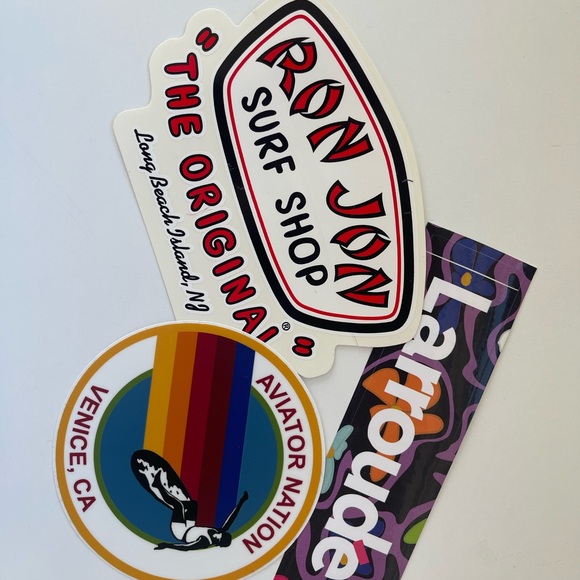 RON JON
SURF SHOP
"THE ORIGINAL"
®
Long Beach Island, NJ
AVIATOR NATION
VENICE, CA
Larroude